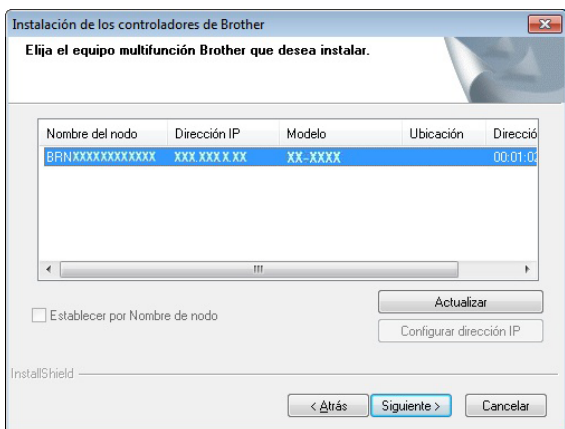 Instalación de los controladores de Brother
Elija el equipo multifunción Brother que desea instalar.
Nombre del nodo Dirección IP Modelo Ubicación Direcció
BRNXXXXXXXXXXXX XXX.XXX.X.XX XX-XXXX 00:01:02
Actualizar
Establecer por Nombre de nodo
Configurar dirección IP
InstallShield
< Atrás Siguiente > Cancelar